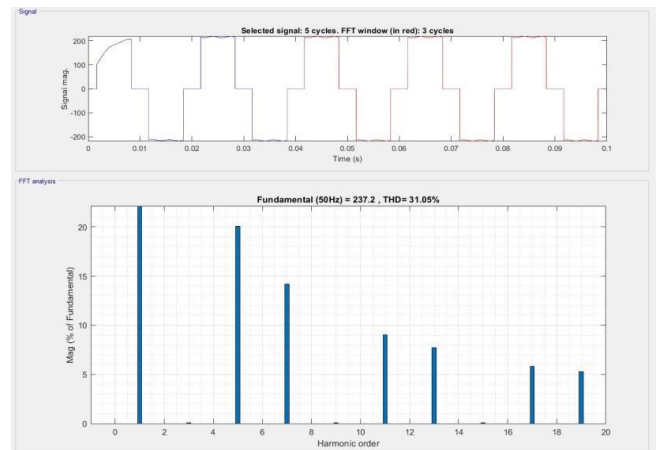 Signal
Selected signal: 5 cycles. FFT window (in red): 3 cycles
Signal mag.
200
100
0
-100
-200
0 0.01 0.02 0.03 0.04 0.05 0.06 0.07 0.08 0.09 0.1
Time (s)
FFT analysis
Fundamental (50Hz) = 237.2 , THD= 31.05%
Mag (% of Fundamental)
20
15
10
5
0
0 2 4 6 8 10 12 14 16 18 20
Harmonic order